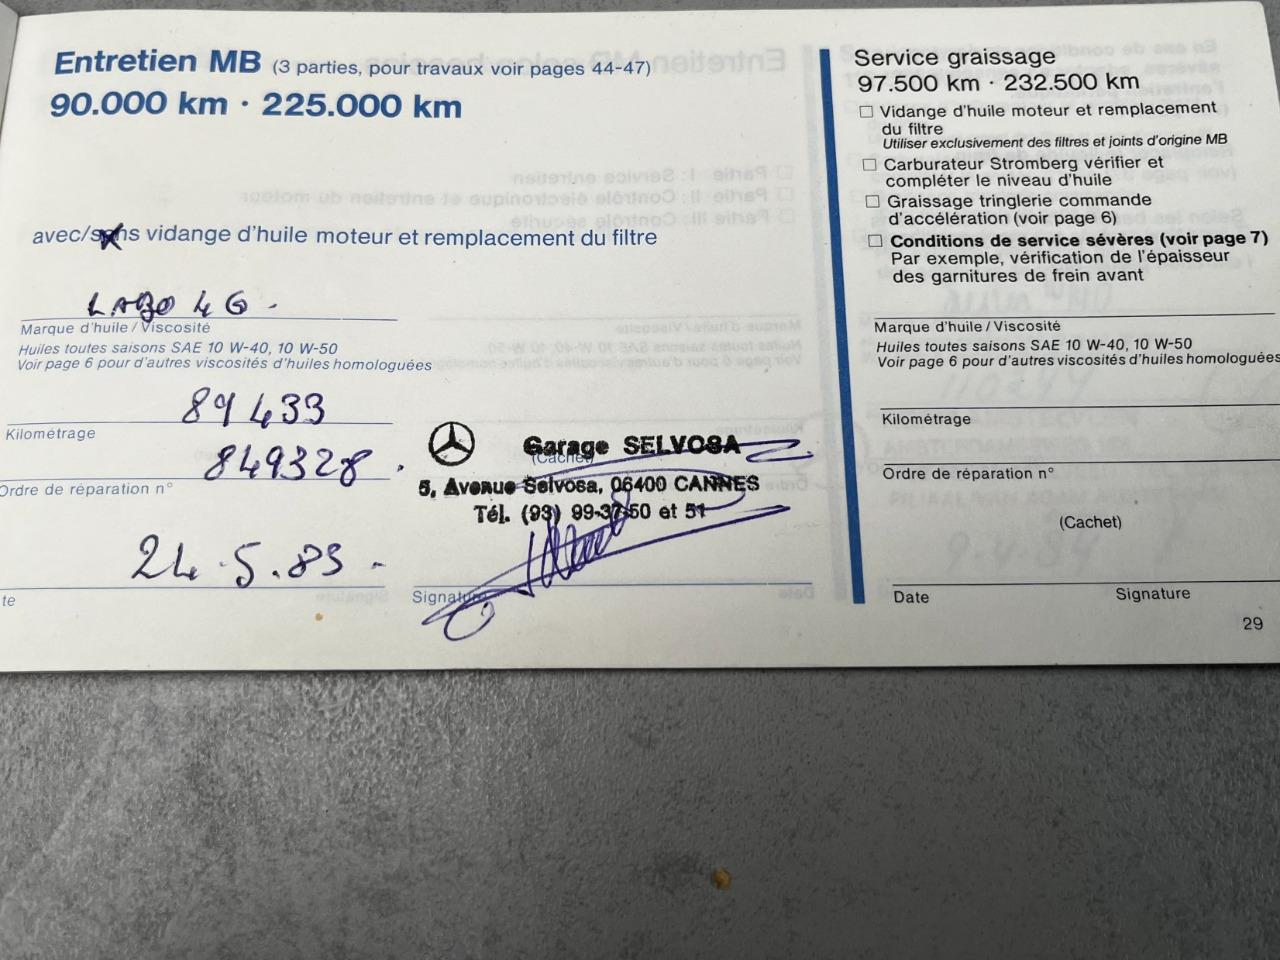 Entretien MB (3 parties, pour travaux voir pages 44-47)
90.000 km · 225.000 km
avec/sans vidange d'huile moteur et remplacement du filtre
LABO 4 G -
Marque d'huile / Viscosité
Huiles toutes saisons SAE 10 W-40, 10 W-50
Voir page 6 pour d'autres viscosités d'huiles homologuées
89433
Kilométrage
849328.
Ordre de réparation n°
Garage SELVOSA
(Cachet)
5, Avenue Selvosa, 06400 CANNES
Tél. (93) 99-37-50 et 51
24.5.83 -
te
Signature
Service graissage
97.500 km · 232.500 km
☐ Vidange d'huile moteur et remplacement
du filtre
Utiliser exclusivement des filtres et joints d'origine MB
☐ Carburateur Stromberg vérifier et
compléter le niveau d'huile
☐ Graissage tringlerie commande
d'accélération (voir page 6)
☐ Conditions de service sévères (voir page 7)
Par exemple, vérification de l'épaisseur
des garnitures de frein avant
Marque d'huile / Viscosité
Huiles toutes saisons SAE 10 W-40, 10 W-50
Voir page 6 pour d'autres viscosités d'huiles homologuées
Kilométrage
Ordre de réparation n°
(Cachet)
Date
Signature
29